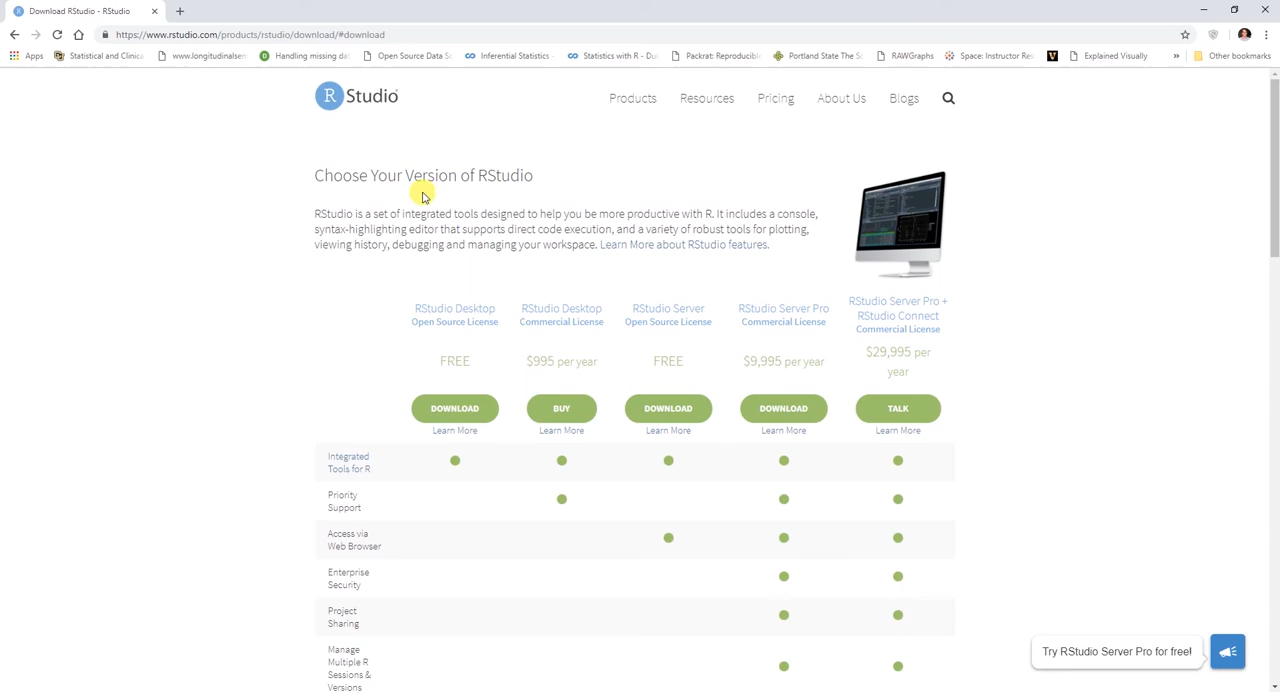 Download RStudio - RStudio
https://www.rstudio.com/products/rstudio/download/#download
Apps
Statistical and Clinica
www.longitudinalsem
Handling missing dat
Open Source Data Sc
Inferential Statistics -
Statistics with R - Duk
Packrat: Reproducible
Portland State The Sc
RAWGraphs
Space: Instructor Res
Explained Visually
»
Other bookmarks
R Studio
Products Resources Pricing About Us Blogs
Choose Your Version of RStudio
RStudio is a set of integrated tools designed to help you be more productive with R. It includes a console,
syntax-highlighting editor that supports direct code execution, and a variety of robust tools for plotting,
viewing history, debugging and managing your workspace. Learn More about RStudio features.
RStudio Desktop
Open Source License
FREE
DOWNLOAD
Learn More
RStudio Desktop
Commercial License
$995 per year
BUY
Learn More
RStudio Server
Open Source License
FREE
DOWNLOAD
Learn More
RStudio Server Pro
Commercial License
$9,995 per year
DOWNLOAD
Learn More
RStudio Server Pro +
RStudio Connect
Commercial License
$29,995 per
year
TALK
Learn More
Integrated
Tools for R
Priority
Support
Access via
Web Browser
Enterprise
Security
Project
Sharing
Manage
Multiple R
Sessions &
Versions
Try RStudio Server Pro for free!